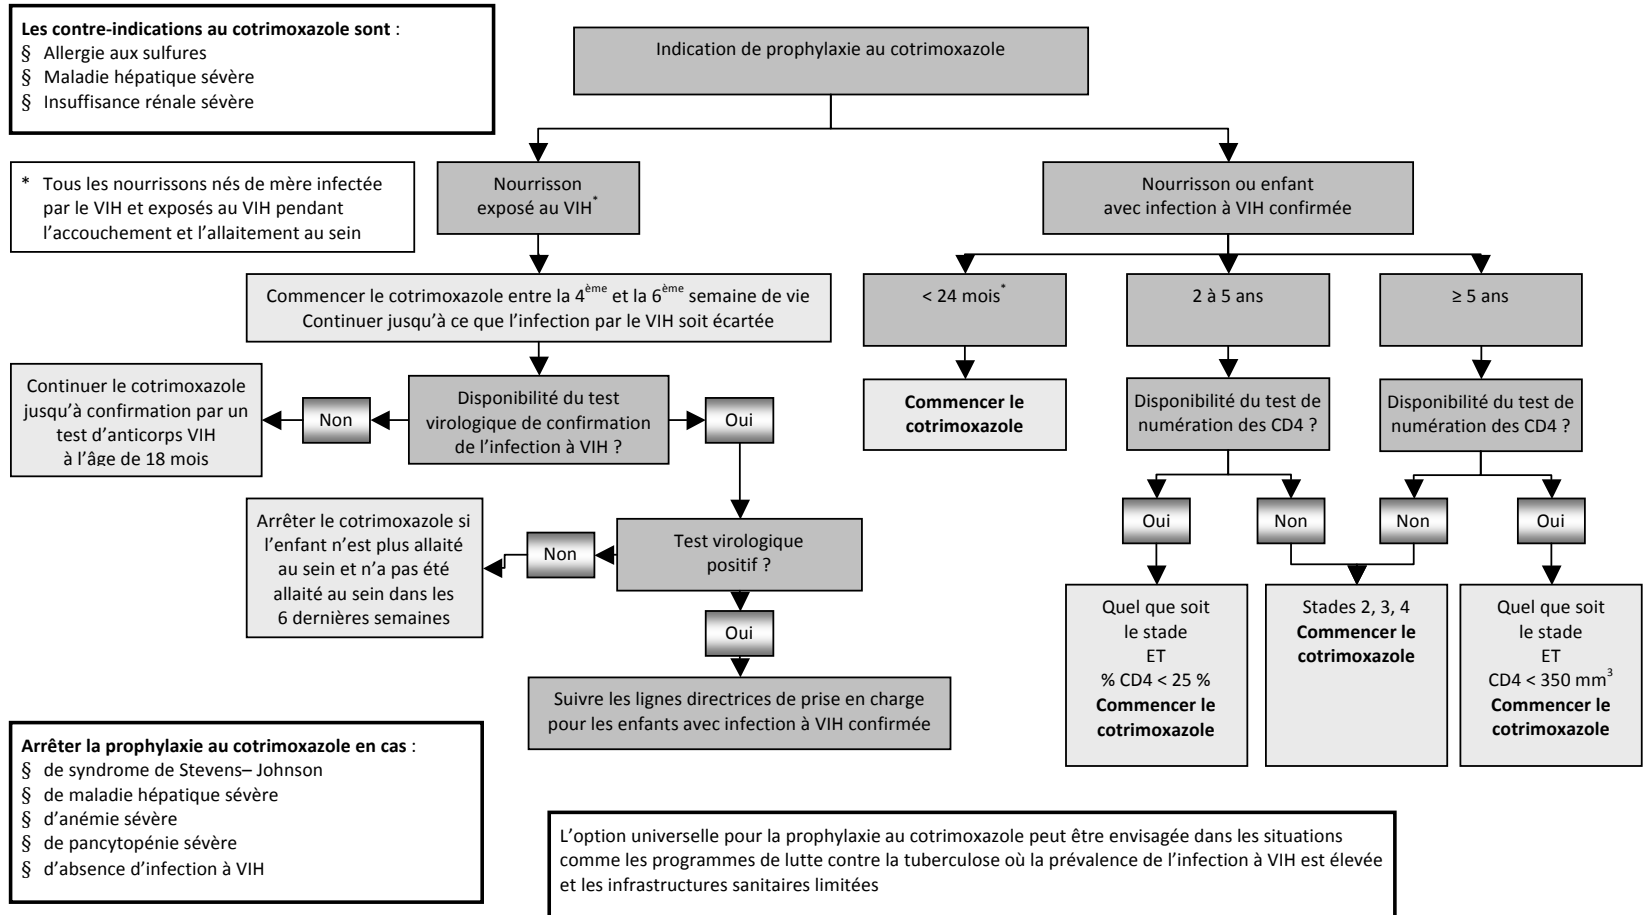 Les contre-indications au cotrimoxazole sont :
§ Allergie aux sulfures
§ Maladie hépatique sévère
§ Insuffisance rénale sévère
Indication de prophylaxie au cotrimoxazole
* Tous les nourrissons nés de mère infectée
par le VIH et exposés au VIH pendant
l’accouchement et l’allaitement au sein
Nourrisson
exposé au VIH*
Nourrisson ou enfant
avec infection à VIH confirmée
Commencer le cotrimoxazole entre la 4ème et la 6ème semaine de vie
Continuer jusqu’à ce que l’infection par le VIH soit écartée
< 24 mois*
2 à 5 ans
≥ 5 ans
Continuer le cotrimoxazole
jusqu’à confirmation par un
test d’anticorps VIH
à l’âge de 18 mois
Non
Disponibilité du test
virologique de confirmation
de l’infection à VIH ?
Oui
Commencer le
cotrimoxazole
Disponibilité du test de
numération des CD4 ?
Disponibilité du test de
numération des CD4 ?
Arrêter le cotrimoxazole si
l’enfant n’est plus allaité
au sein et n’a pas été
allaité au sein dans les
6 dernières semaines
Non
Test virologique
positif ?
Oui
Non
Non
Oui
Oui
Quel que soit
le stade
ET
% CD4 < 25 %
Commencer le
cotrimoxazole
Stades 2, 3, 4
Commencer le
cotrimoxazole
Quel que soit
le stade
ET
CD4 < 350 mm3
Commencer le
cotrimoxazole
Suivre les lignes directrices de prise en charge
pour les enfants avec infection à VIH confirmée
Arrêter la prophylaxie au cotrimoxazole en cas :
§ de syndrome de Stevens– Johnson
§ de maladie hépatique sévère
§ d’anémie sévère
§ de pancytopénie sévère
§ d’absence d’infection à VIH
L’option universelle pour la prophylaxie au cotrimoxazole peut être envisagée dans les situations
comme les programmes de lutte contre la tuberculose où la prévalence de l’infection à VIH est élevée
et les infrastructures sanitaires limitées